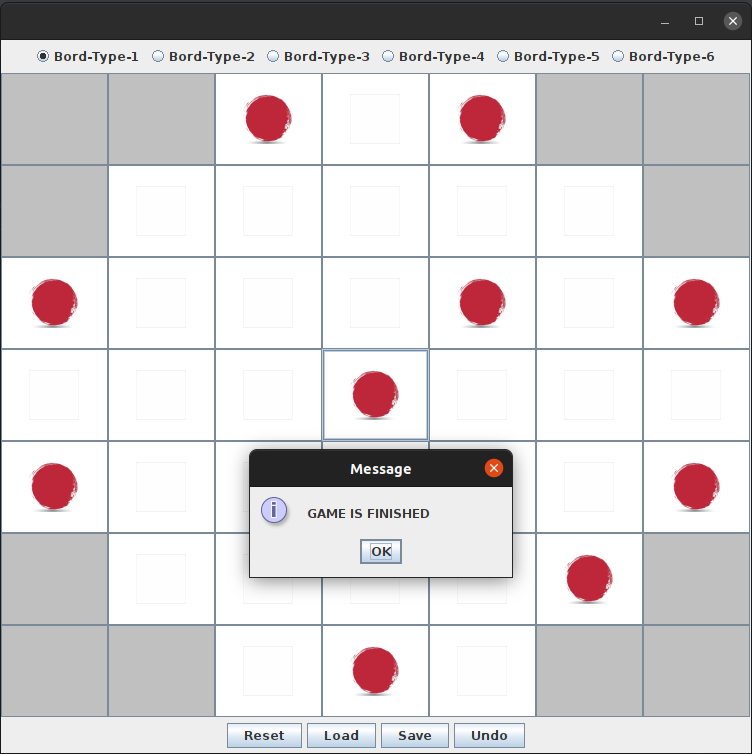 Bord-Type-1 Bord-Type-2 Bord-Type-3 Bord-Type-4 Bord-Type-5 Bord-Type-6
Message
i GAME IS FINISHED
OK
Reset Load Save Undo